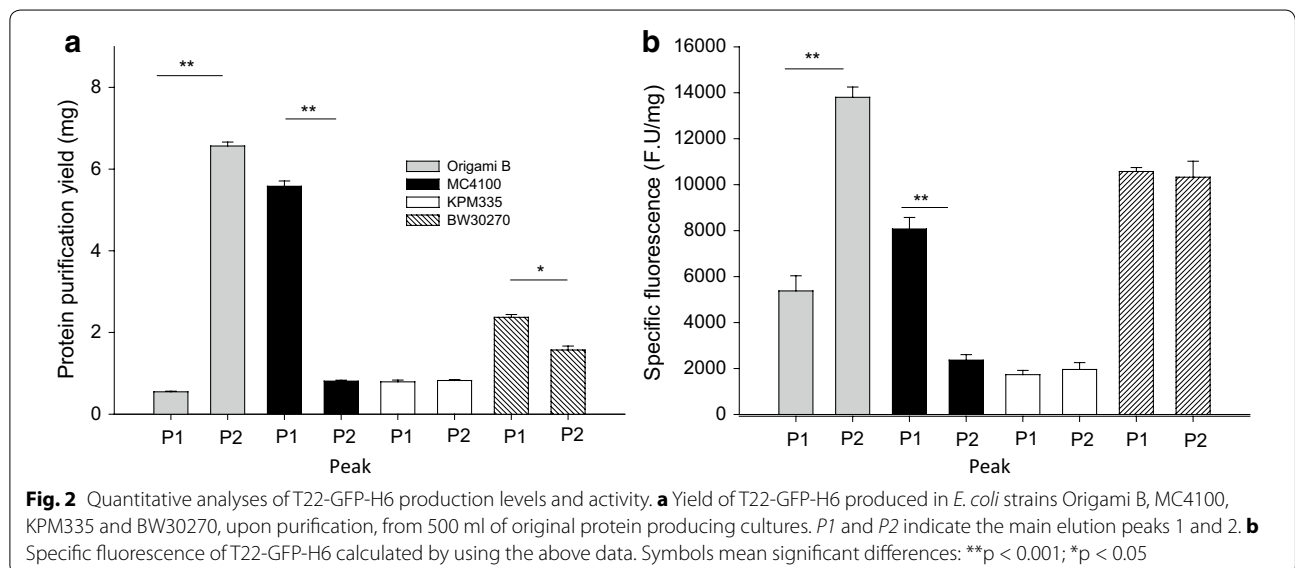 a
Protein purification yield (mg)
8
6
4
2
0
**
**
*
Origami B
MC4100
KPM335
BW30270
P1 P2 P1 P2 P1 P2 P1 P2
Peak
b
Specific fluorescence (F.U/mg)
16000
14000
12000
10000
8000
6000
4000
2000
0
**
**
P1 P2 P1 P2 P1 P2 P1 P2
Peak
Fig. 2 Quantitative analyses of T22-GFP-H6 production levels and activity. a Yield of T22-GFP-H6 produced in E. coli strains Origami B, MC4100,
KPM335 and BW30270, upon purification, from 500 ml of original protein producing cultures. P1 and P2 indicate the main elution peaks 1 and 2. b
Specific fluorescence of T22-GFP-H6 calculated by using the above data. Symbols mean significant differences: **p < 0.001; *p < 0.05